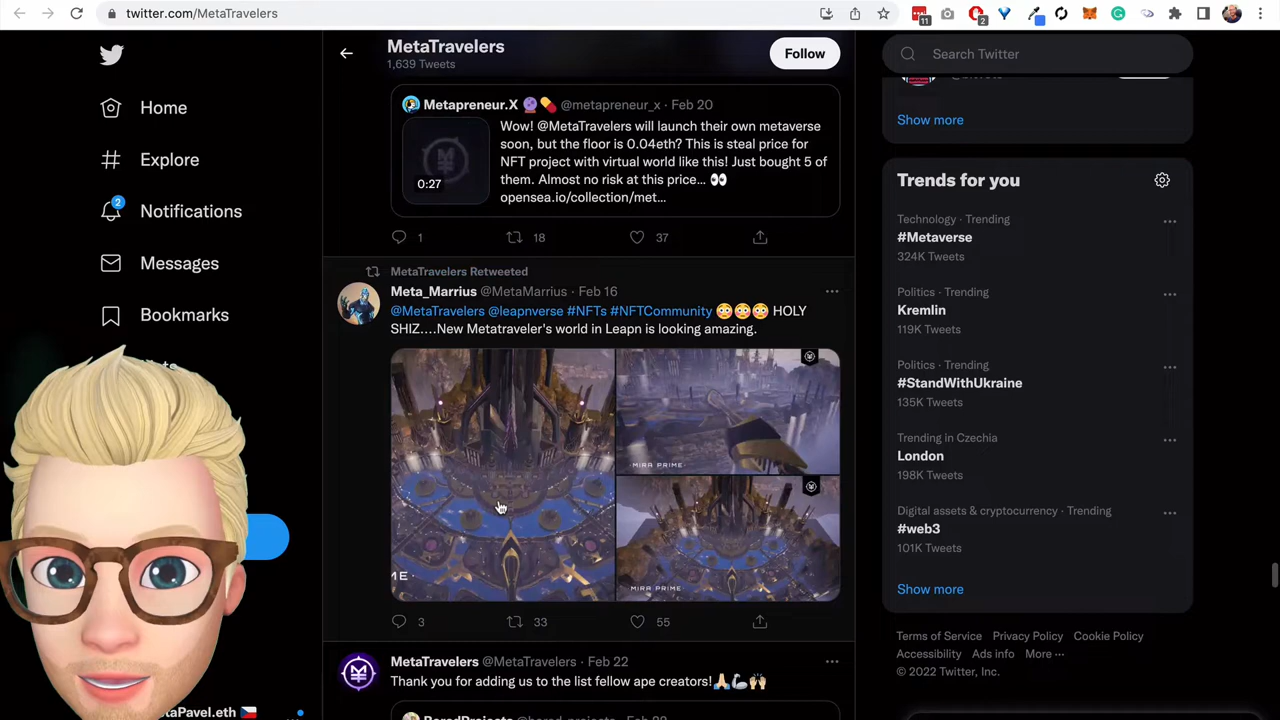 twitter.com/MetaTravelers
11
2
Home
Explore
2
Notifications
Messages
Bookmarks
taPavel.eth 🇨🇿
MetaTravelers
1,639 Tweets
Follow
Metapreneur.X 🔮💊 @metapreneur_x · Feb 20
Wow! @MetaTravelers will launch their own metaverse
soon, but the floor is 0.04eth? This is steal price for
NFT project with virtual world like this! Just bought 5 of
them. Almost no risk at this price... 👀
opensea.io/collection/met...
0:27
1 18 37
MetaTravelers Retweeted
Meta_Marrius @MetaMarrius · Feb 16
@MetaTravelers @leapnverse #NFTs #NFTCommunity 😳😳😳 HOLY
SHIZ....New Metatraveler's world in Leapn is looking amazing.
MIRA PRIME
MIRA PRIME
ME
3 33 55
MetaTravelers @MetaTravelers · Feb 22
Thank you for adding us to the list fellow ape creators!🙏🏻💪🏻🙌🏻
Search Twitter
Show more
Trends for you
Technology · Trending
#Metaverse
324K Tweets
Politics · Trending
Kremlin
119K Tweets
Politics · Trending
#StandWithUkraine
135K Tweets
Trending in Czechia
London
198K Tweets
Digital assets & cryptocurrency · Trending
#web3
101K Tweets
Show more
Terms of Service Privacy Policy Cookie Policy
Accessibility Ads info More ···
© 2022 Twitter, Inc.